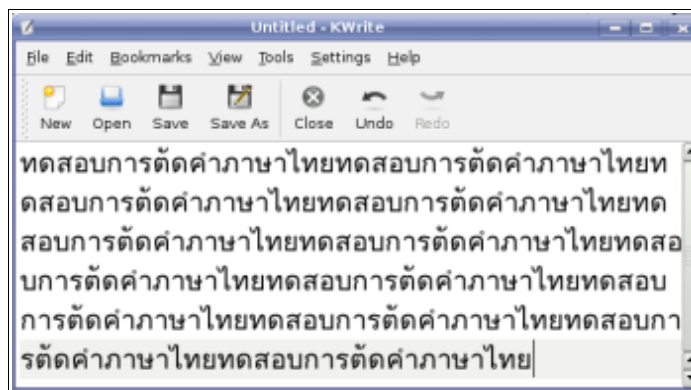 Untitled - KWrite
File Edit Bookmarks View Tools Settings Help
New Open Save Save As Close Undo Redo
ทดสอบการตัดคำภาษาไทยทดสอบการตัดคำภาษาไทยท
ดสอบการตัดคำภาษาไทยทดสอบการตัดคำภาษาไทยทด
สอบการตัดคำภาษาไทยทดสอบการตัดคำภาษาไทยทดสอ
บการตัดคำภาษาไทยทดสอบการตัดคำภาษาไทยทดสอบ
การตัดคำภาษาไทยทดสอบการตัดคำภาษาไทยทดสอบกา
รตัดคำภาษาไทยทดสอบการตัดคำภาษาไทย